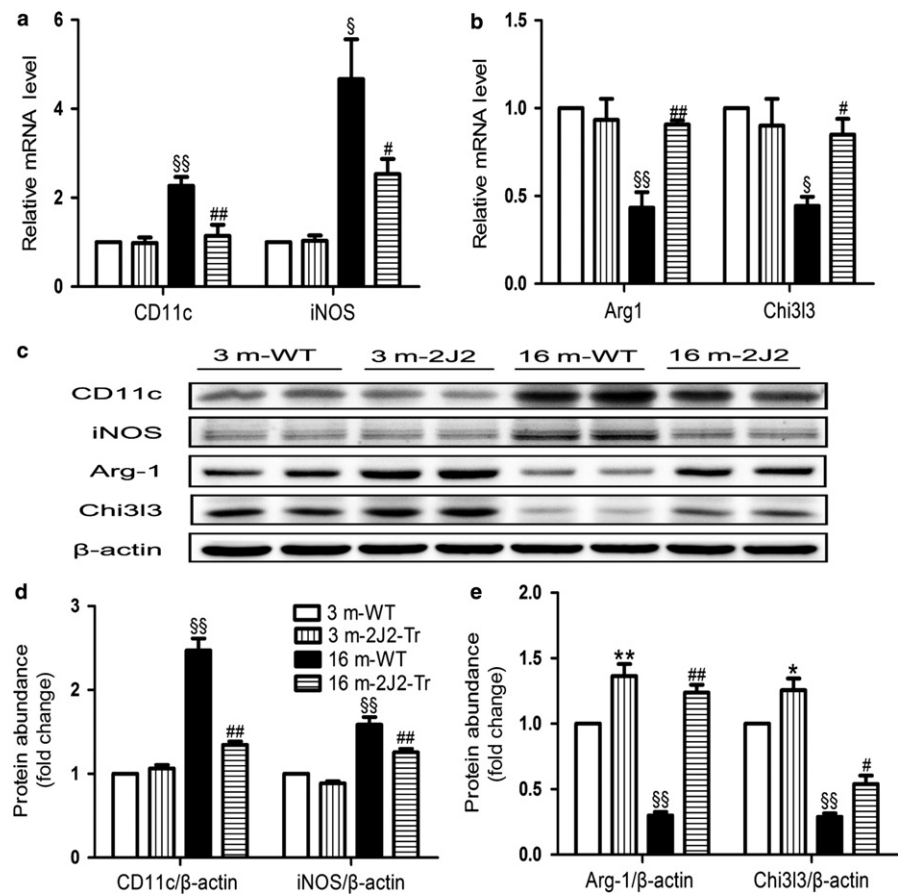 a
Relative mRNA level
6
4
2
0
§§
##
§
#
CD11c
iNOS
b
Relative mRNA level
1.5
1.0
0.5
0.0
§§
##
§
#
Arg1
Chi3l3
c
3 m-WT
3 m-2J2
16 m-WT
16 m-2J2
CD11c
iNOS
Arg-1
Chi3l3
β-actin
d
Protein abundance
(fold change)
3
2
1
0
§§
##
§§
##
3 m-WT
3 m-2J2-Tr
16 m-WT
16 m-2J2-Tr
CD11c/β-actin
iNOS/β-actin
e
Protein abundance
(fold change)
2.0
1.5
1.0
0.5
0.0
**
§§
##
*
§§
#
Arg-1/β-actin
Chi3l3/β-actin